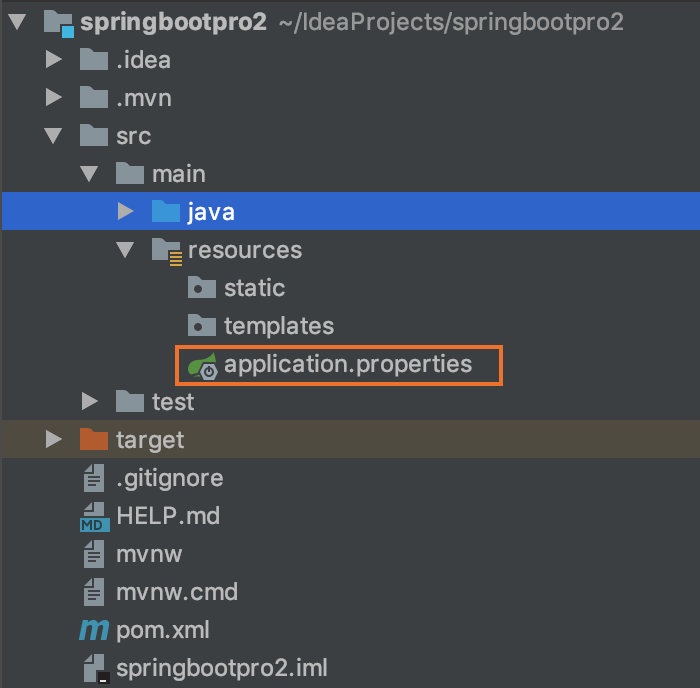 springbootpro2 ~/IdeaProjects/springbootpro2
.idea
.mvn
src
main
java
resources
static
templates
application.properties
test
target
.gitignore
MD HELP.md
mvnw
mvnw.cmd
m pom.xml
springbootpro2.iml